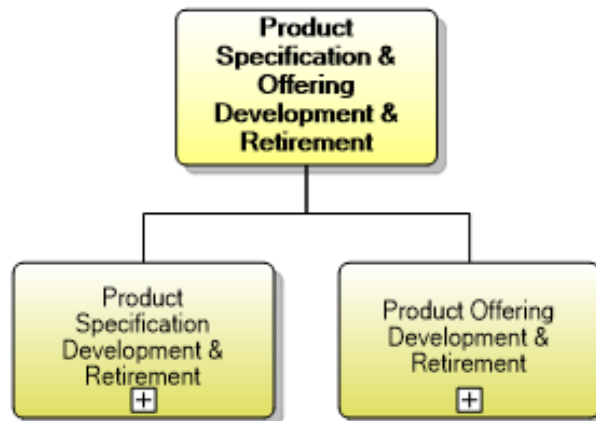 Product
Specification &
Offering
Development &
Retirement
Product
Specification
Development &
Retirement
Product Offering
Development &
Retirement